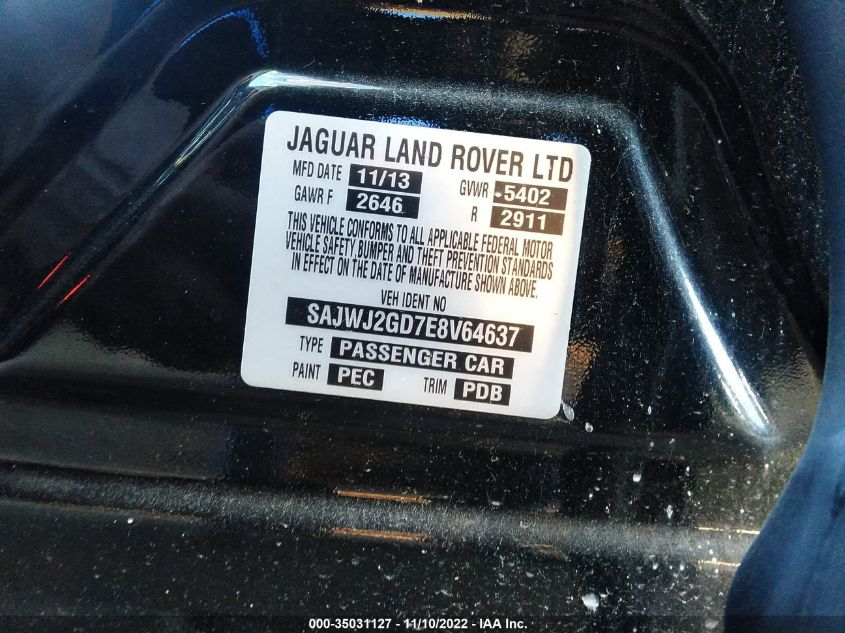 JAGUAR LAND ROVER LTD
MFD DATE 11/13 GVWR 5402
GAWR F 2646 R 2911
THIS VEHICLE CONFORMS TO ALL APPLICABLE FEDERAL MOTOR
VEHICLE SAFETY BUMPER AND THEFT PREVENTION STANDARDS
IN EFFECT ON THE DATE OF MANUFACTURE SHOWN ABOVE.
VEH IDENT NO
SAJWJ2GD7E8V64637
TYPE PASSENGER CAR
PAINT PEC TRIM PDB
000-35031127 - 11/10/2022 - IAA Inc.